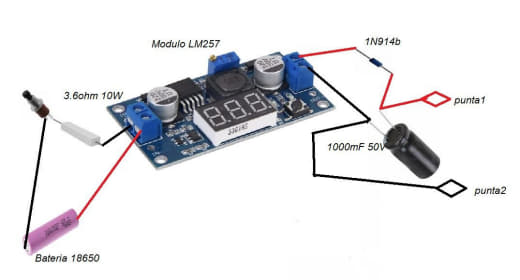 Modulo LM257
1N914b
3.6ohm 10W
punta1
1000mF 50V
punta2
Bateria 18650